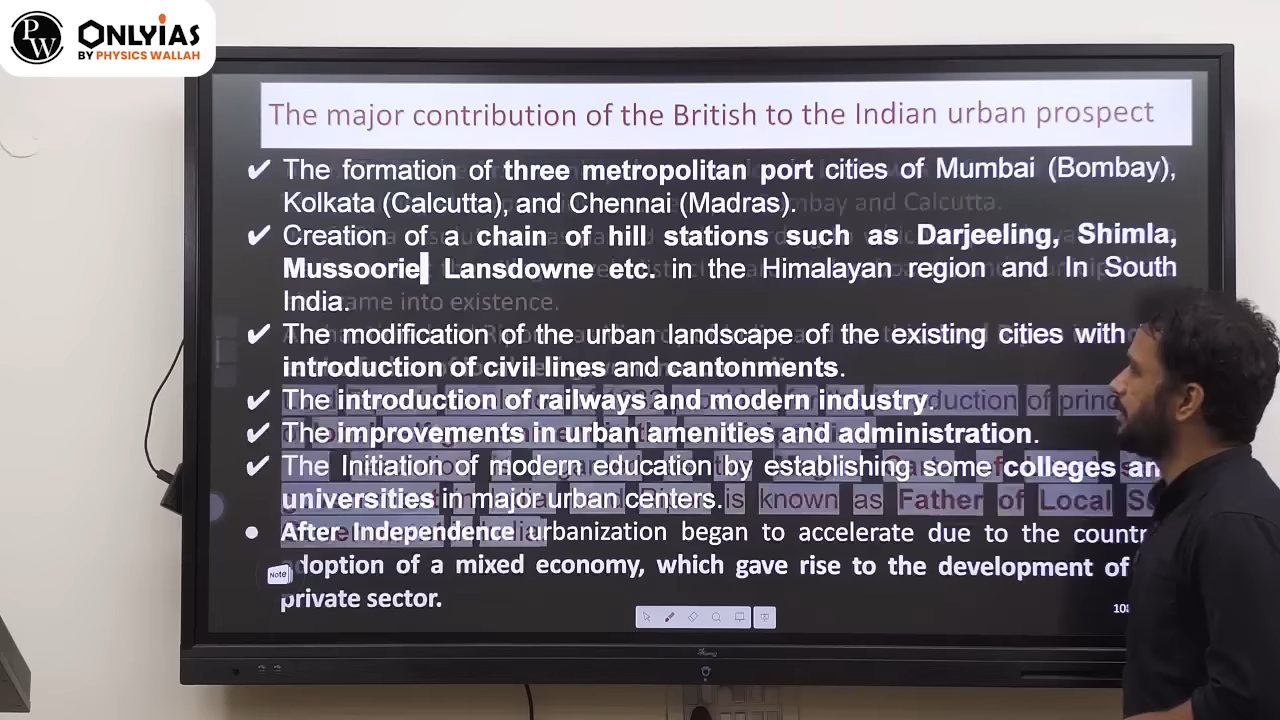 PW
ONLYIAS
BY PHYSICS WALLAH
The major contribution of the British to the Indian urban prospect
✔ The formation of three metropolitan port cities of Mumbai (Bombay),
Kolkata (Calcutta), and Chennai (Madras).
✔ Creation of a chain of hill stations such as Darjeeling, Shimla,
Mussoorie Lansdowne etc. in the Himalayan region and In South
India.
✔ The modification of the urban landscape of the existing cities with
introduction of civil lines and cantonments.
✔ The introduction of railways and modern industry.
✔ The improvements in urban amenities and administration.
✔ The Initiation of modern education by establishing some colleges an
universities in major urban centers.
● After Independence urbanization began to accelerate due to the countr
adoption of a mixed economy, which gave rise to the development of
private sector.
Note